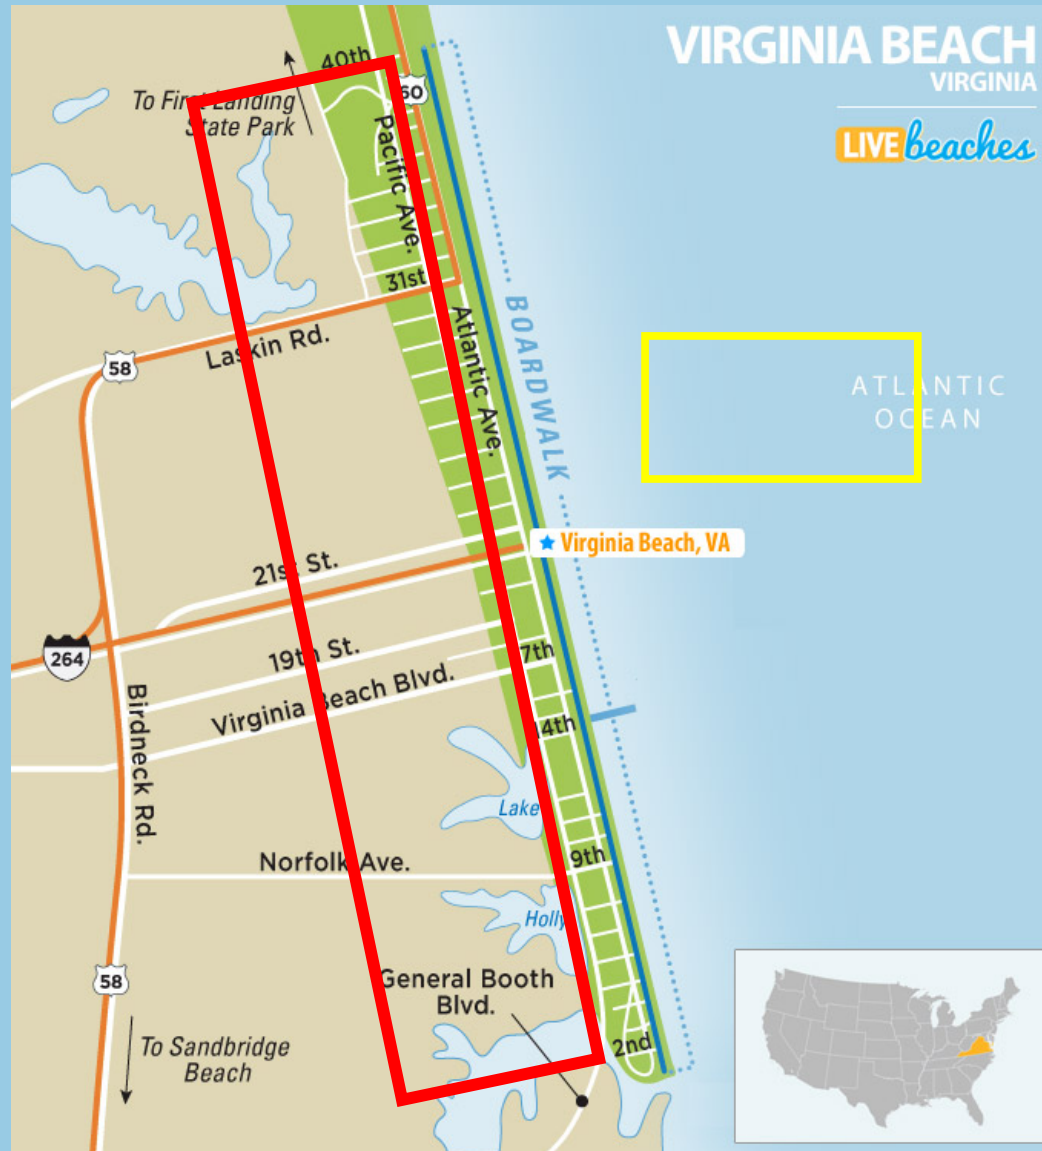 VIRGINIA BEACH
VIRGINIA
LIVE beaches
40th
60
To First Landing
State Park
Pacific Ave.
31st
BOARDWALK
Atlantic Ave.
Laskin Rd.
58
ATLANTIC
OCEAN
Virginia Beach, VA
21st St.
264
19th St.
7th
Virginia Beach Blvd.
Birdneck Rd.
14th
Lake
9th
Norfolk Ave.
Holly
General Booth
Blvd.
58
2nd
To Sandbridge
Beach